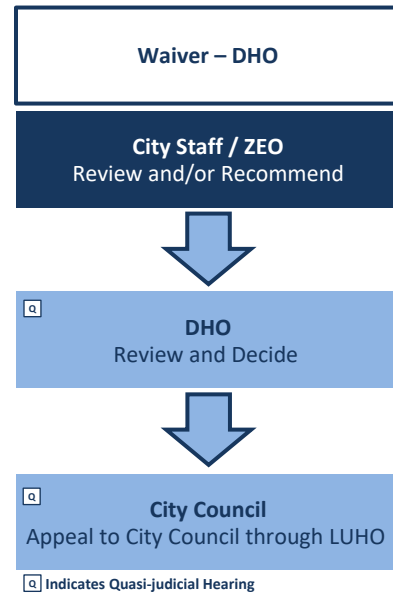 Waiver – DHO
City Staff / ZEO
Review and/or Recommend
Q
DHO
Review and Decide
Q
City Council
Appeal to City Council through LUHO
Q Indicates Quasi-judicial Hearing